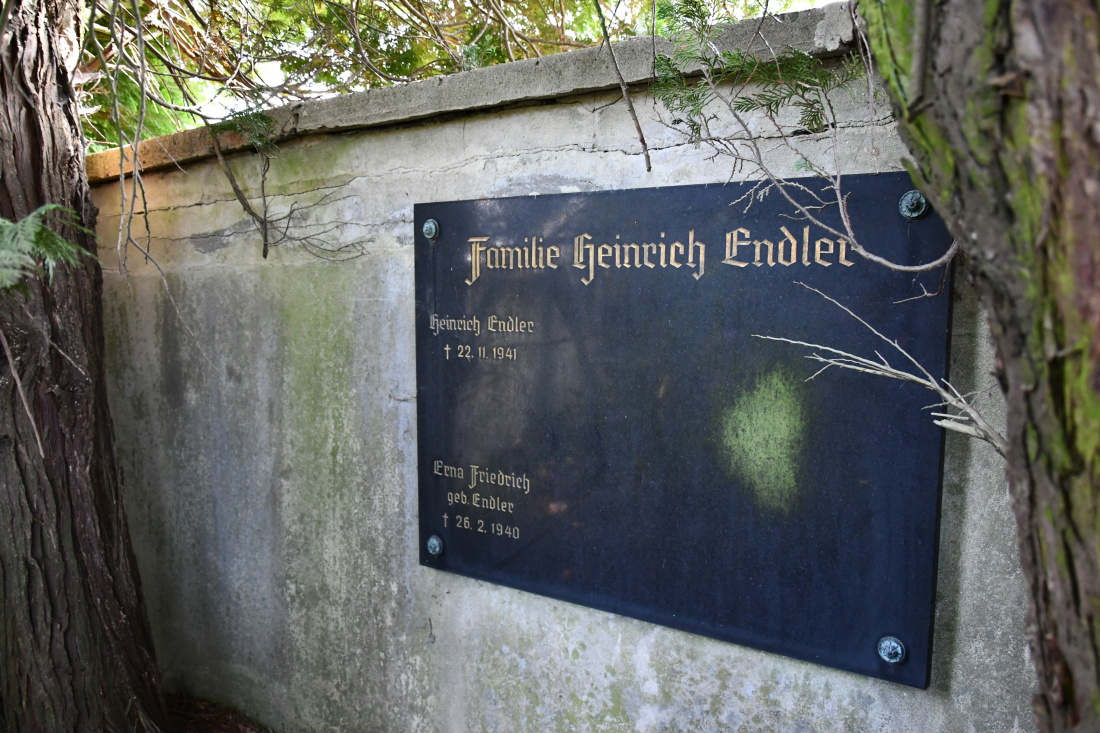 Familie Heinrich Endler
Heinrich Endler
† 22. 11. 1941
Erna Friedrich
geb. Endler
† 26. 2. 1940